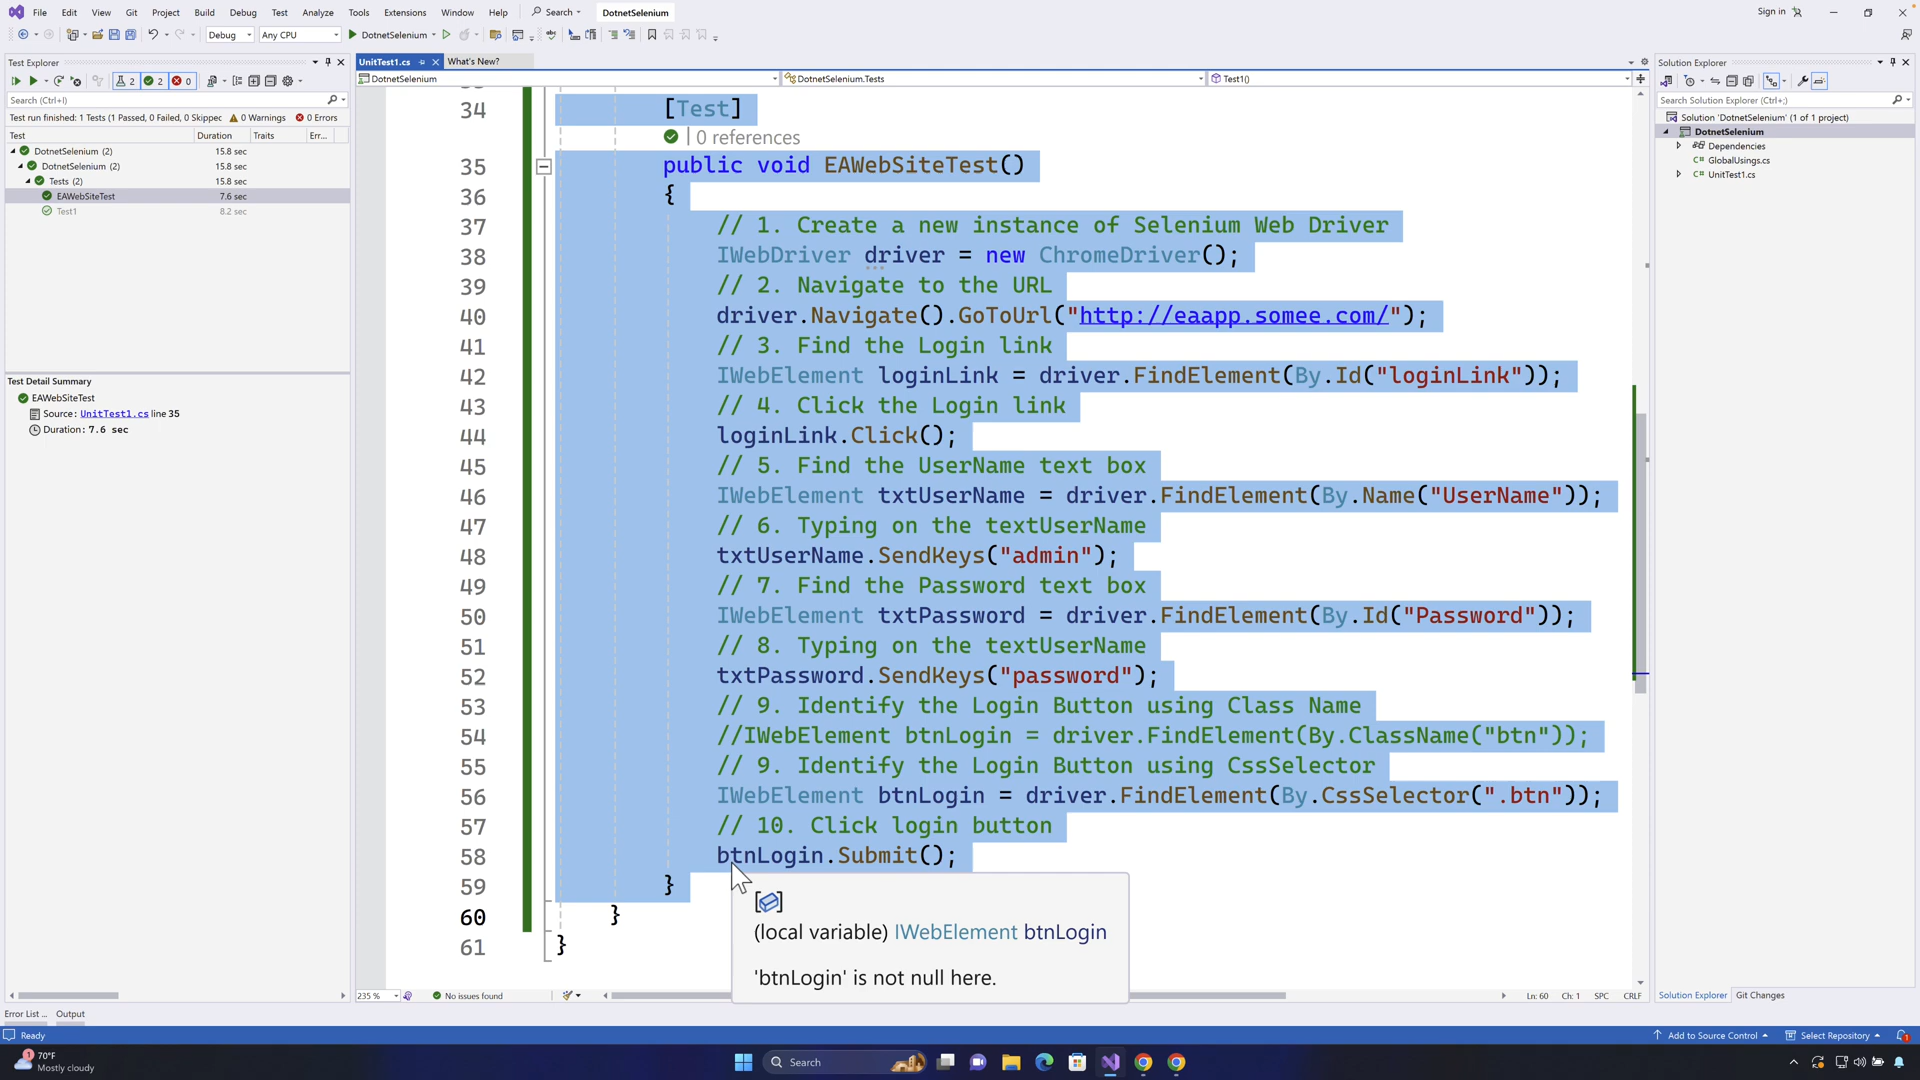 File Edit View Git Project Build Debug Test Analyze Tools Extensions Window Help Search DotnetSelenium Sign in
Debug Any CPU DotnetSelenium
Test Explorer
2 2 0
Search (Ctrl+I)
Test run finished: 1 Tests (1 Passed, 0 Failed, 0 Skippec 0 Warnings 0 Errors
Test Duration Traits Err...
DotnetSelenium (2) 15.8 sec
DotnetSelenium (2) 15.8 sec
Tests (2) 15.8 sec
EAWebSiteTest 7.6 sec
Test1 8.2 sec
Test Detail Summary
EAWebSiteTest
Source: UnitTest1.cs line 35
Duration: 7.6 sec
UnitTest1.cs What's New?
DotnetSelenium DotnetSelenium.Tests Test1()
34 [Test]
0 references
35 public void EAWebSiteTest()
36 {
37 // 1. Create a new instance of Selenium Web Driver
38 IWebDriver driver = new ChromeDriver();
39 // 2. Navigate to the URL
40 driver.Navigate().GoToUrl("http://eaapp.somee.com/");
41 // 3. Find the Login link
42 IWebElement loginLink = driver.FindElement(By.Id("loginLink"));
43 // 4. Click the Login link
44 loginLink.Click();
45 // 5. Find the UserName text box
46 IWebElement txtUserName = driver.FindElement(By.Name("UserName"));
47 // 6. Typing on the textUserName
48 txtUserName.SendKeys("admin");
49 // 7. Find the Password text box
50 IWebElement txtPassword = driver.FindElement(By.Id("Password"));
51 // 8. Typing on the textUserName
52 txtPassword.SendKeys("password");
53 // 9. Identify the Login Button using Class Name
54 //IWebElement btnLogin = driver.FindElement(By.ClassName("btn"));
55 // 9. Identify the Login Button using CssSelector
56 IWebElement btnLogin = driver.FindElement(By.CssSelector(".btn"));
57 // 10. Click login button
58 btnLogin.Submit();
59 }
60 }
61 }
(local variable) IWebElement btnLogin
'btnLogin' is not null here.
235 % No issues found Ln: 60 Ch: 1 SPC CRLF
Solution Explorer
Search Solution Explorer (Ctrl+;)
Solution 'DotnetSelenium' (1 of 1 project)
DotnetSelenium
Dependencies
C# GlobalUsings.cs
C# UnitTest1.cs
Solution Explorer Git Changes
Error List ... Output
Ready Add to Source Control Select Repository 1
1 70°F
Mostly cloudy
Search